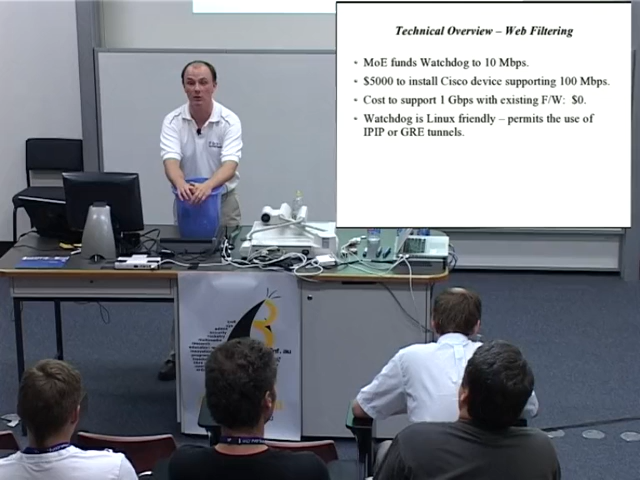 Technical Overview – Web Filtering
• MoE funds Watchdog to 10 Mbps.
• $5000 to install Cisco device supporting 100 Mbps.
• Cost to support 1 Gbps with existing F/W: $0.
• Watchdog is Linux friendly – permits the use of
IPIP or GRE tunnels.